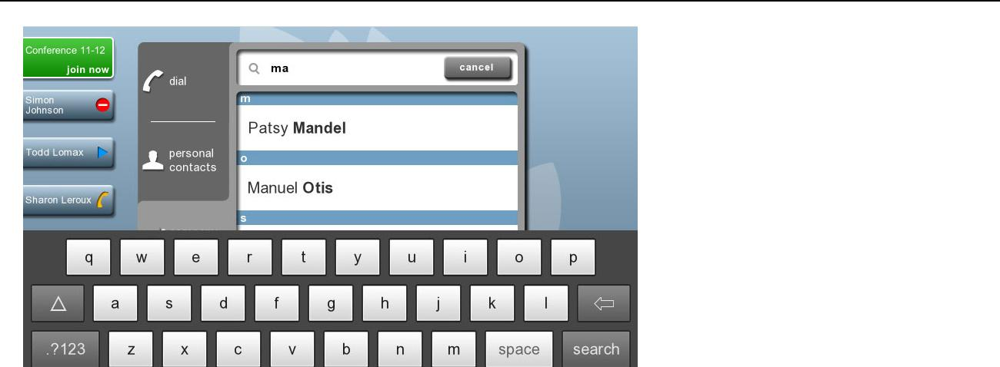 Conference 11-12
join now
Simon
Johnson
Todd Lomax
Sharon Leroux
dial
personal
contacts
ma
cancel
m
Patsy Mandel
o
Manuel Otis
s
q w e r t y u i o p
a s d f g h j k l
.?123 z x c v b n m space search